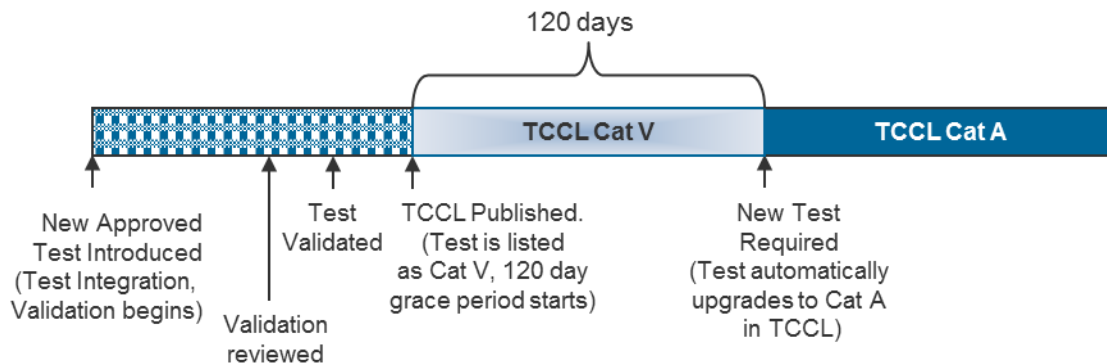 120 days
TCCL Cat V
TCCL Cat A
New Approved
Test Introduced
(Test Integration,
Validation begins)
Validation
reviewed
Test
Validated
TCCL Published.
(Test is listed
as Cat V, 120 day
grace period starts)
New Test
Required
(Test automatically
upgrades to Cat A
in TCCL)